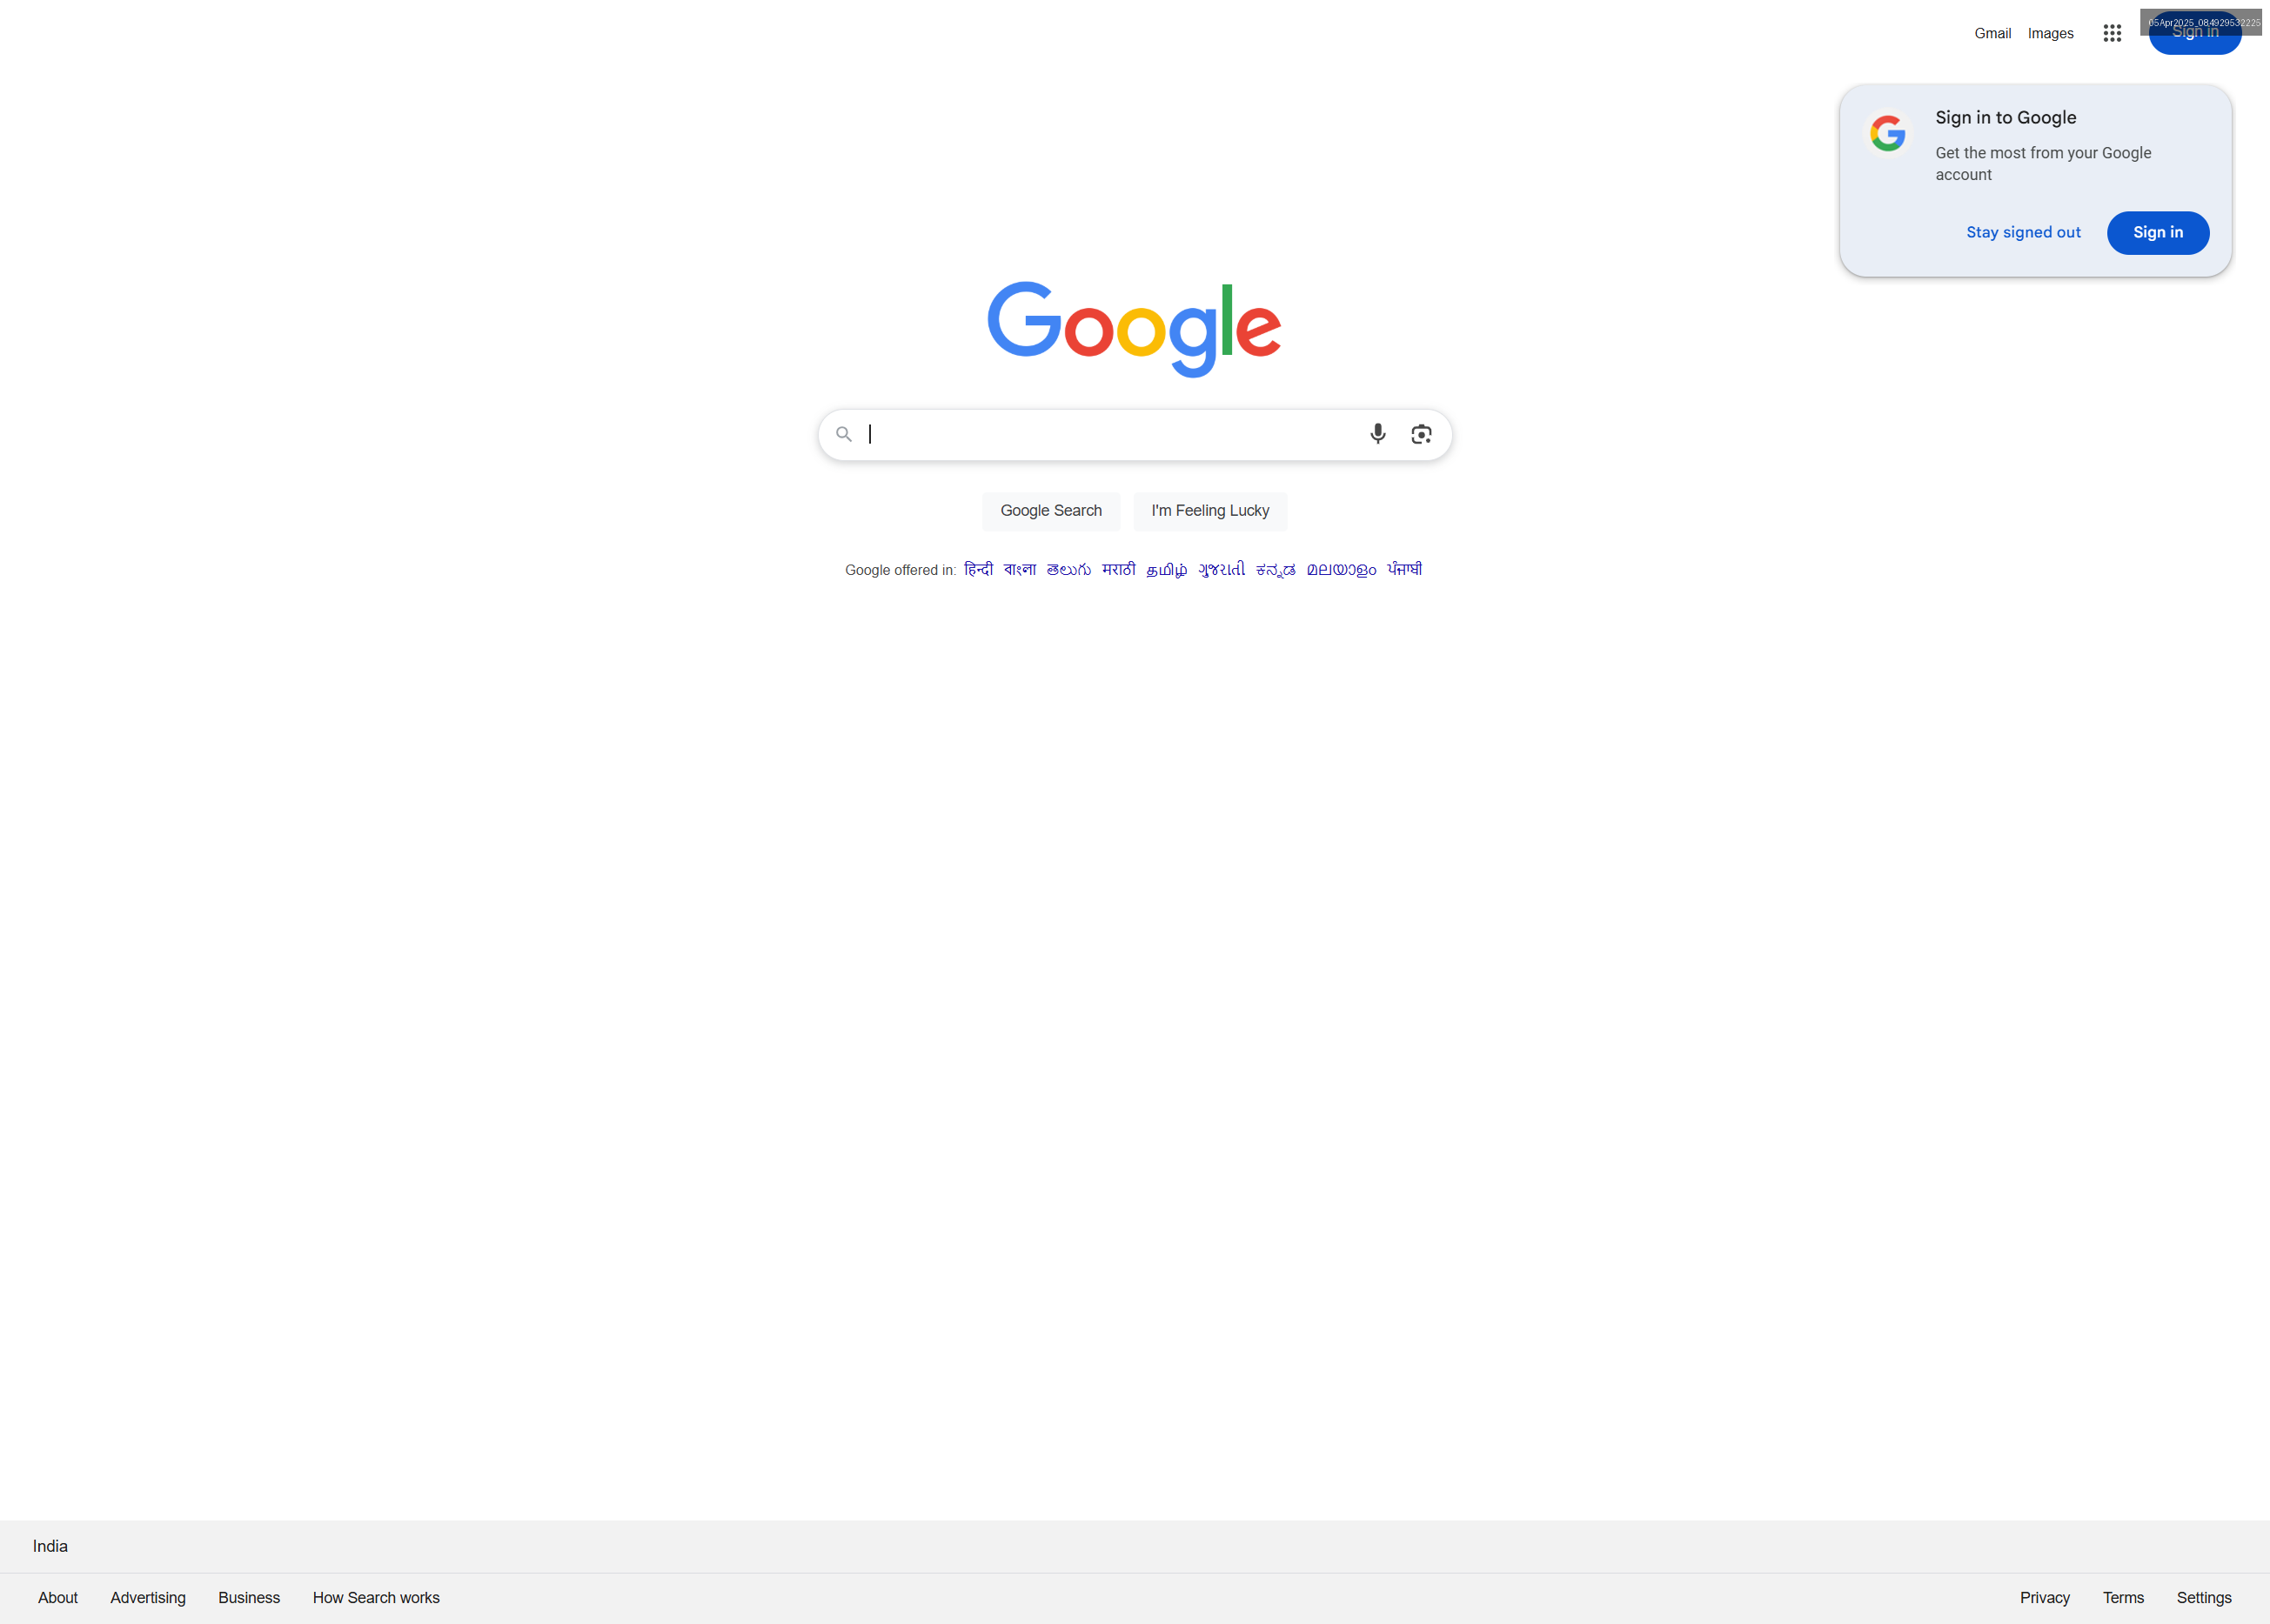 Gmail Images
05Apr2025_084929532225
Sign in
Sign in to Google
Get the most from your Google
account
Stay signed out Sign in
Google
Google Search I'm Feeling Lucky
Google offered in: हिन्दी বাংলা తెలుగు मराठी தமிழ் ગુજરાતી ಕನ್ನಡ മലയാളം ਪੰਜਾਬੀ
India
About Advertising Business How Search works Privacy Terms Settings